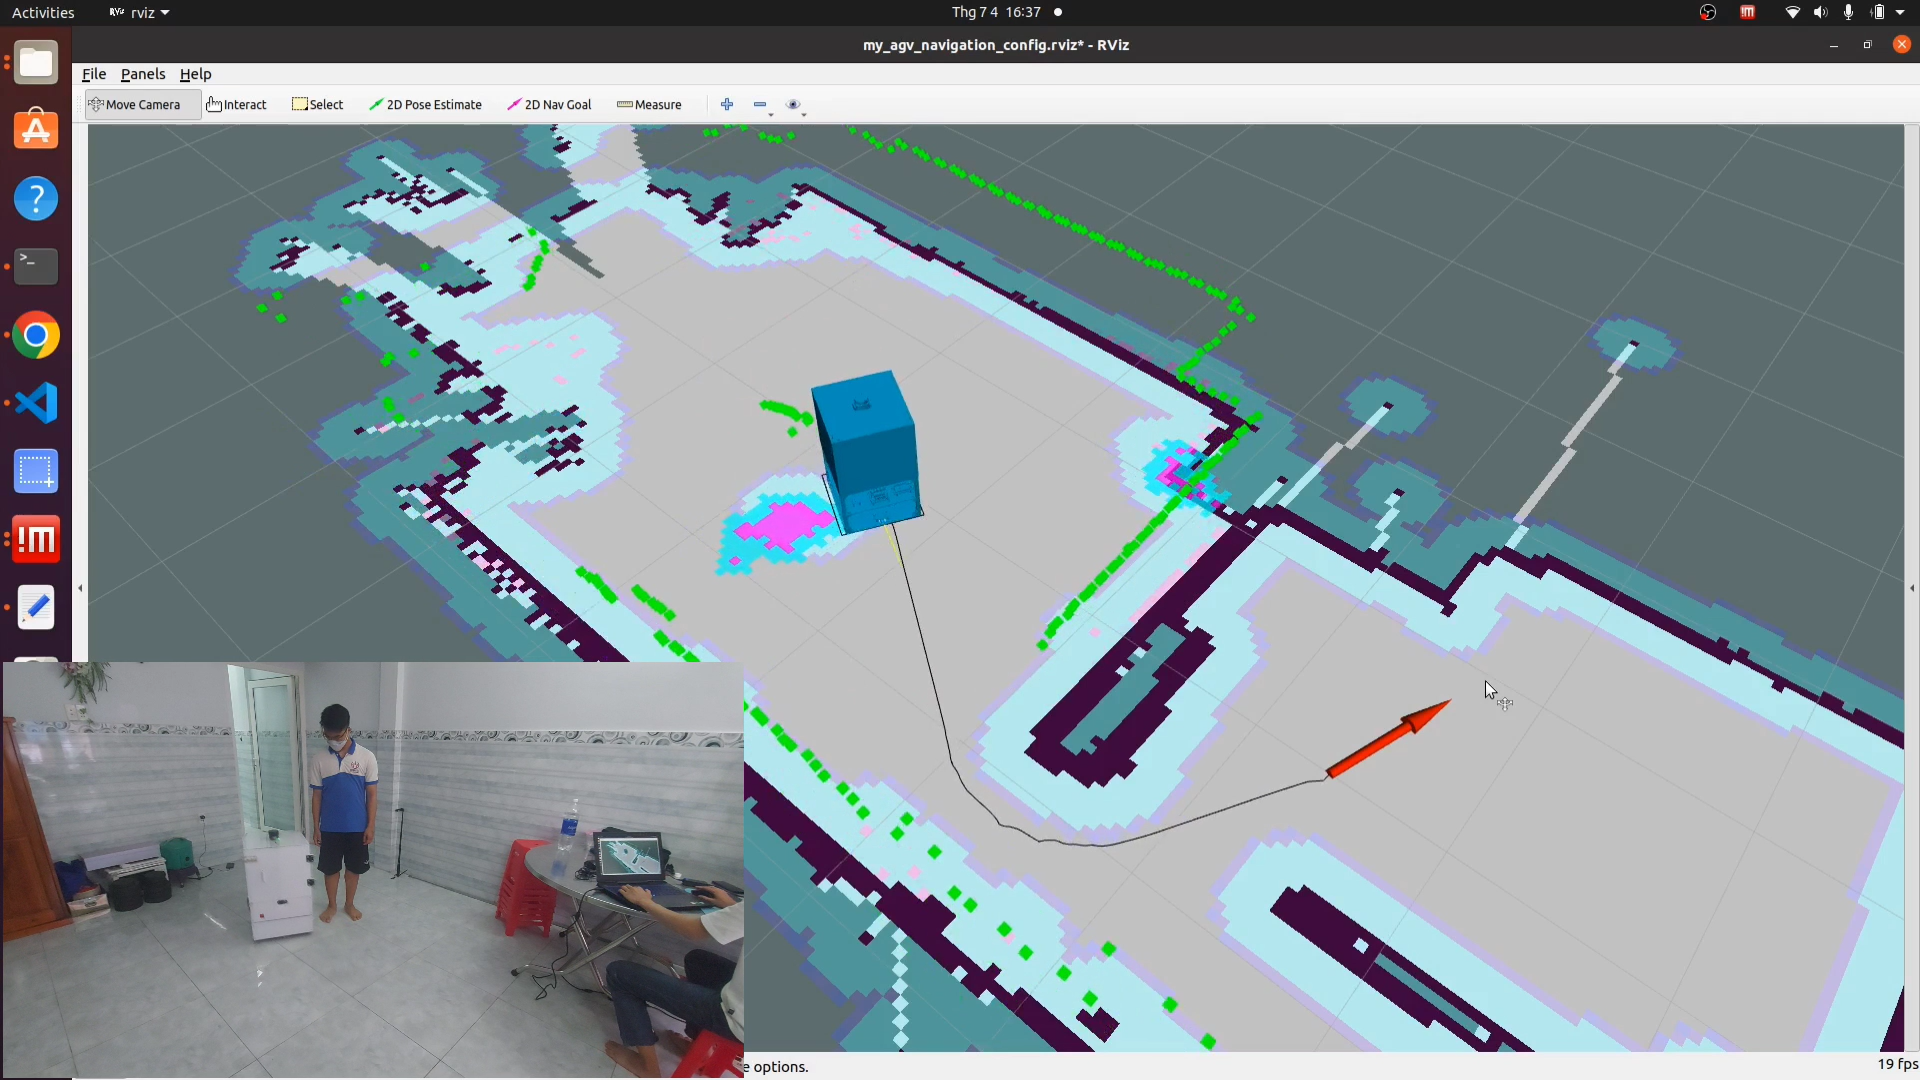 Activities
rviz
Thg 7 4 16:37
my_agv_navigation_config.rviz* - RViz
File Panels Help
Move Camera
Interact
Select
2D Pose Estimate
2D Nav Goal
Measure
e options.
19 fps